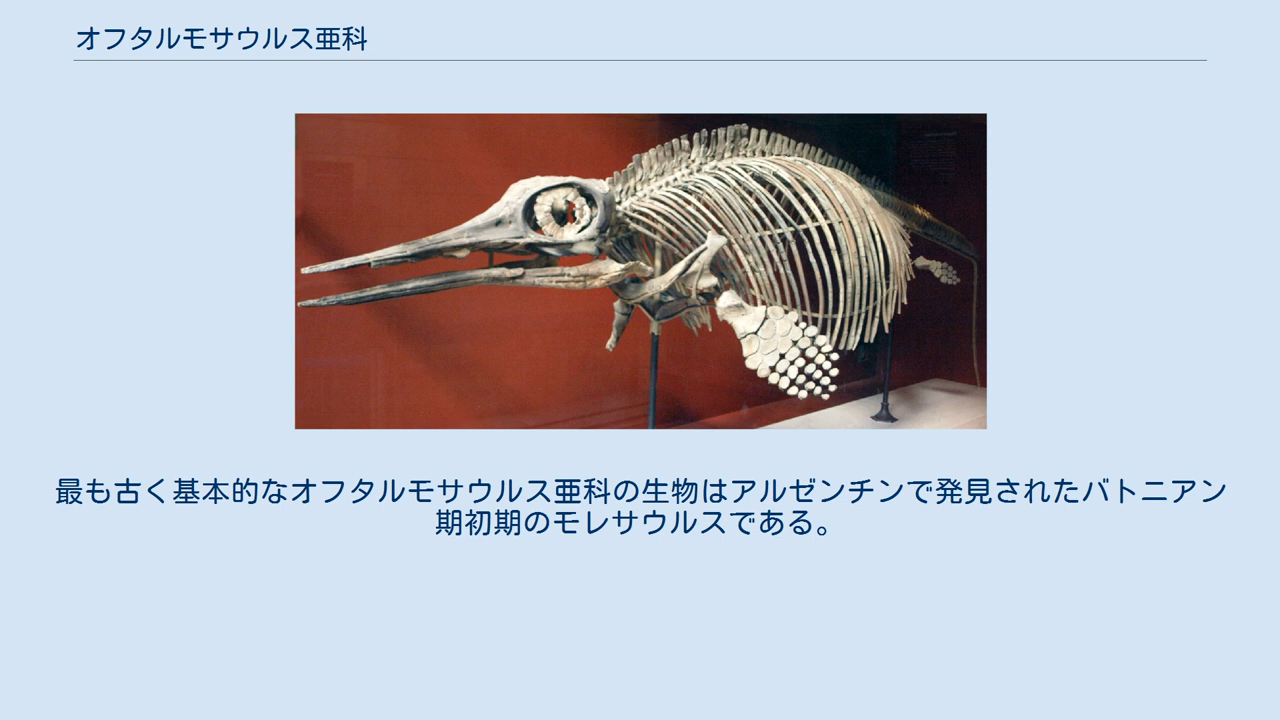 オフタルモサウルス亜科
最も古く基本的なオフタルモサウルス亜科の生物はアルゼンチンで発見されたバトニアン
期初期のモレサウルスである。